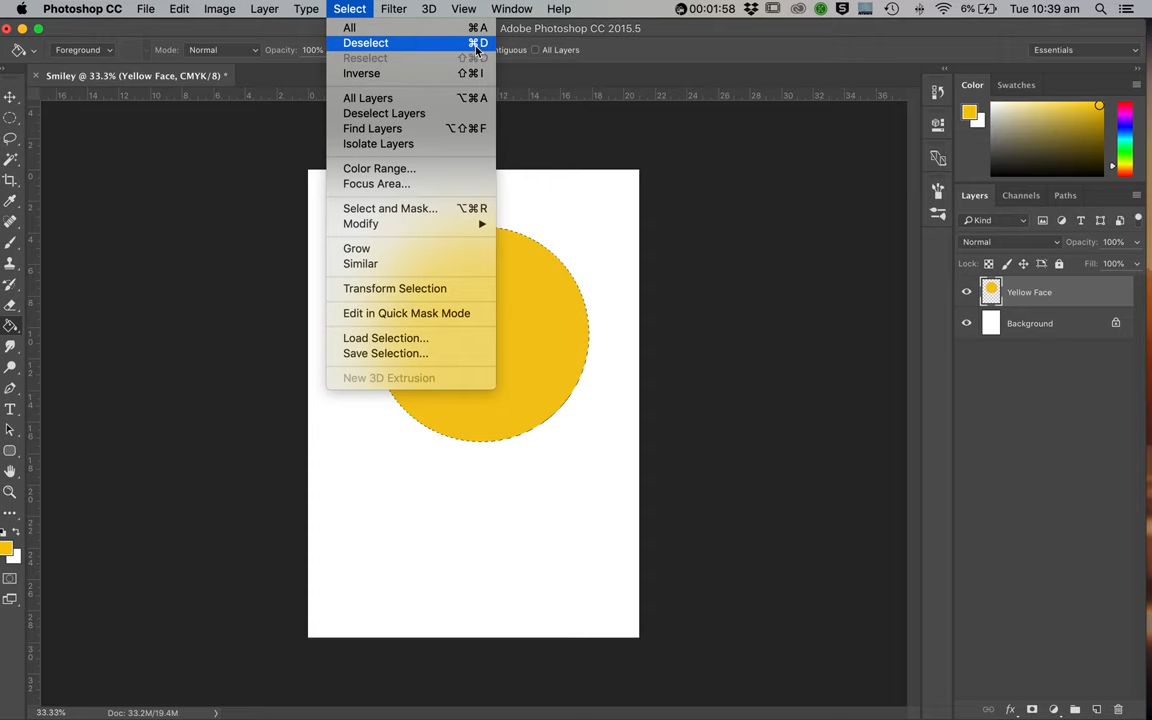 Photoshop CC File Edit Image Layer Type Select Filter 3D View Window Help 00:01:58 6% Tue 10:39 am
Adobe Photoshop CC 2015.5
Foreground Mode: Normal Opacity: 100% All Layers Essentials
Smiley @ 33.3% (Yellow Face, CMYK/8) *
All ⌘A
Deselect ⌘D
Reselect ⇧⌘D
Inverse ⇧⌘I
All Layers ⌥⌘A
Deselect Layers
Find Layers ⌥⇧⌘F
Isolate Layers
Color Range...
Focus Area...
Select and Mask... ⌥⌘R
Modify
Grow
Similar
Transform Selection
Edit in Quick Mask Mode
Load Selection...
Save Selection...
New 3D Extrusion
Color Swatches
Layers Channels Paths
Kind
Normal Opacity: 100%
Lock: Fill: 100%
Yellow Face
Background
33.33% Doc: 33.2M/19.4M